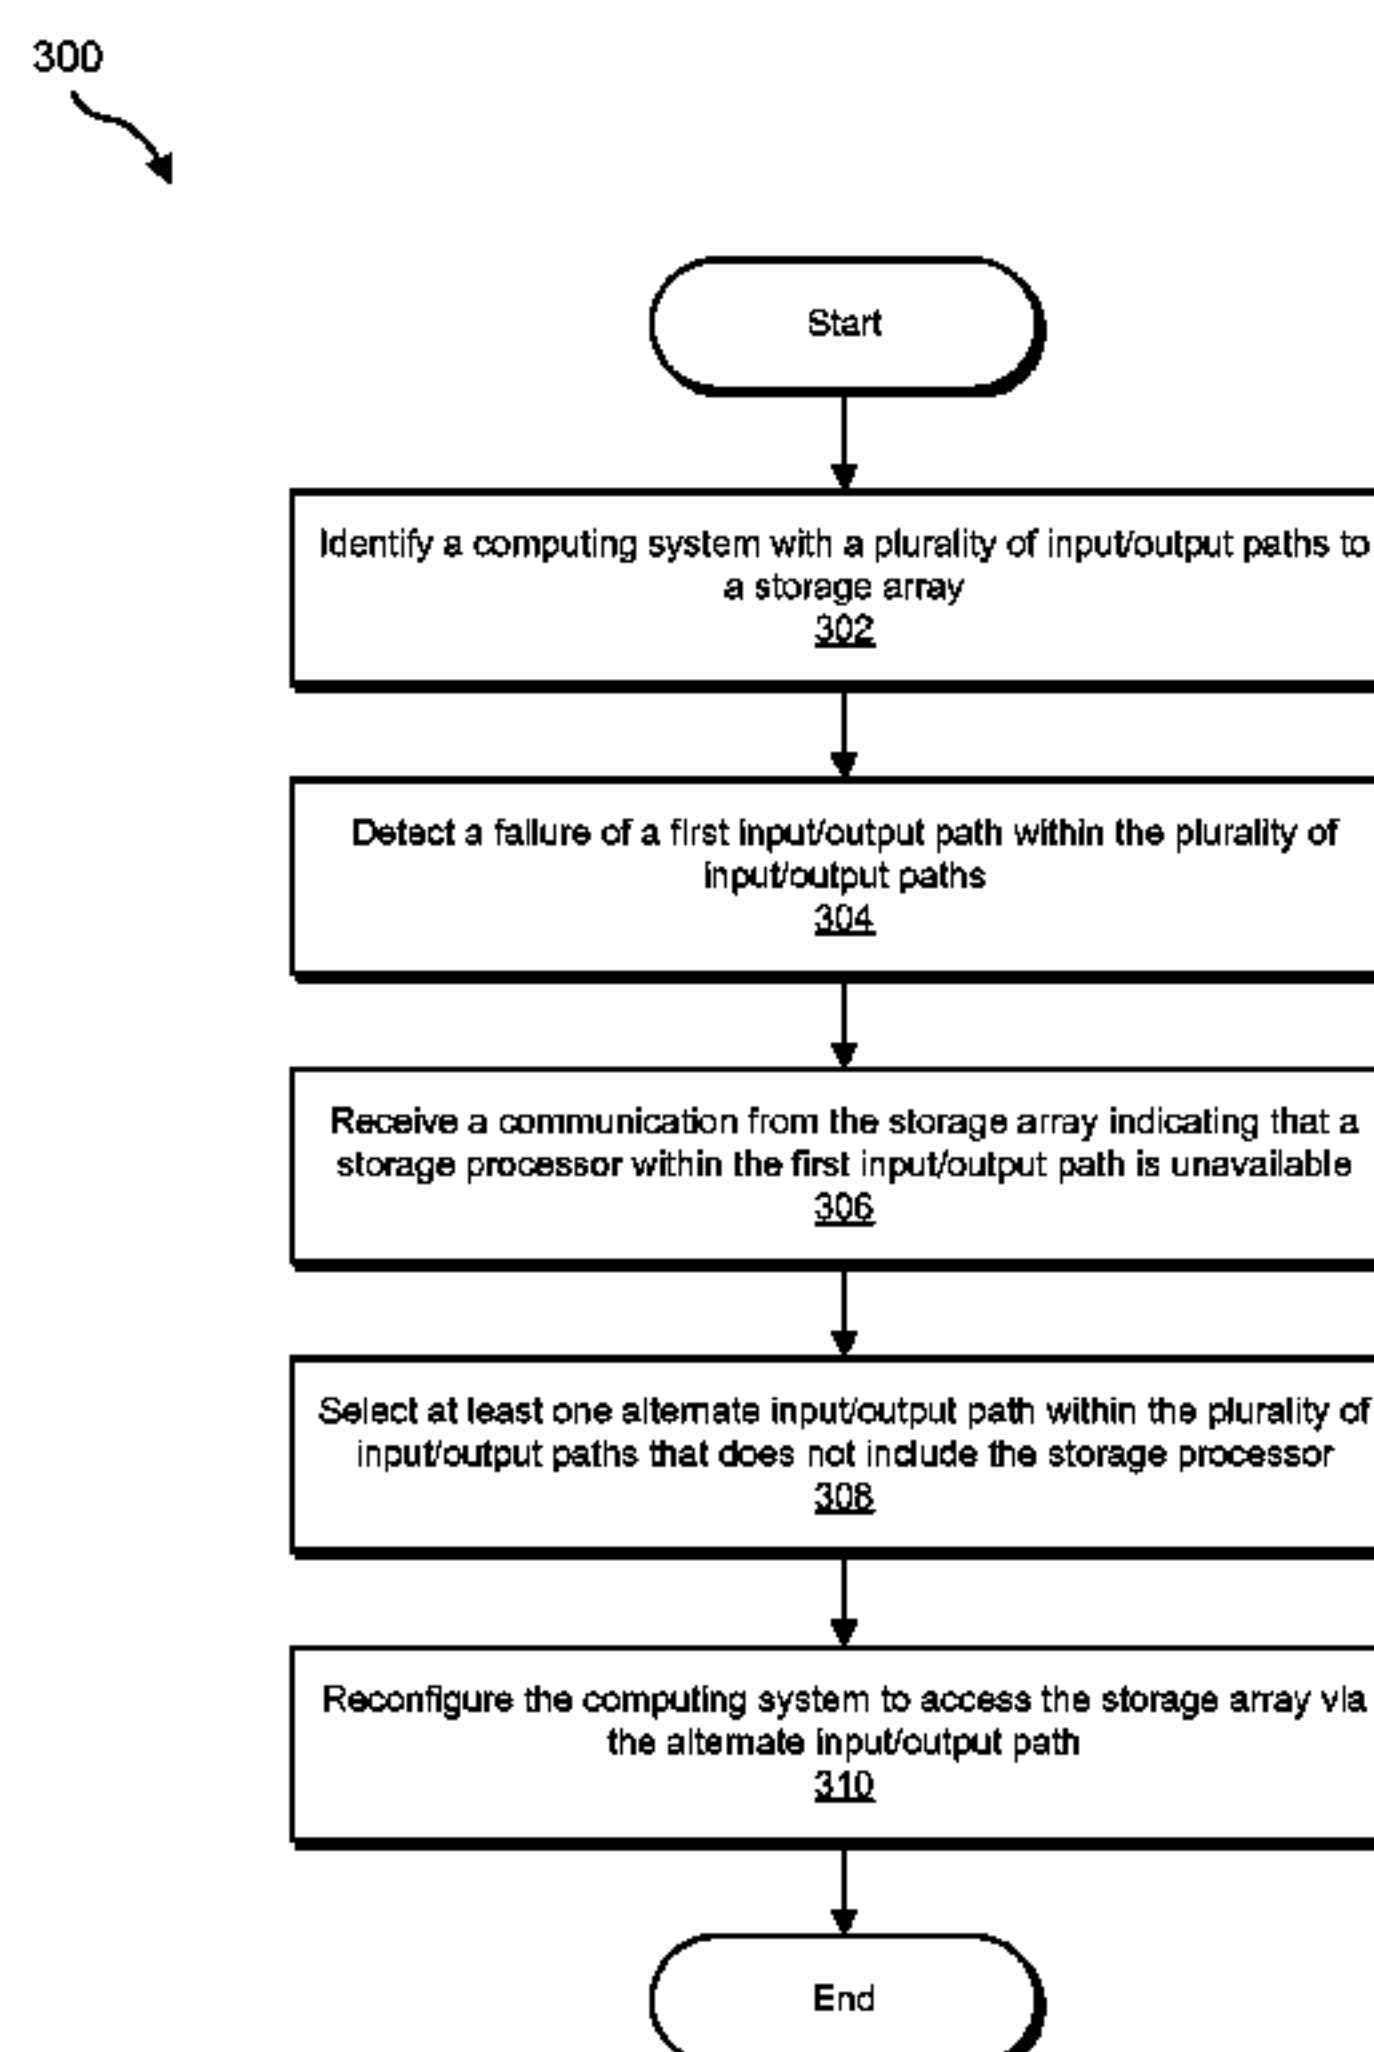 300
Start
Identify a computing system with a plurality of input/output paths to
a storage array
302
Detect a failure of a first input/output path within the plurality of
input/output paths
304
Receive a communication from the storage array indicating that a
storage processor within the first input/output path is unavailable
306
Select at least one alternate input/output path within the plurality of
input/output paths that does not include the storage processor
308
Reconfigure the computing system to access the storage array via
the alternate input/output path
310
End